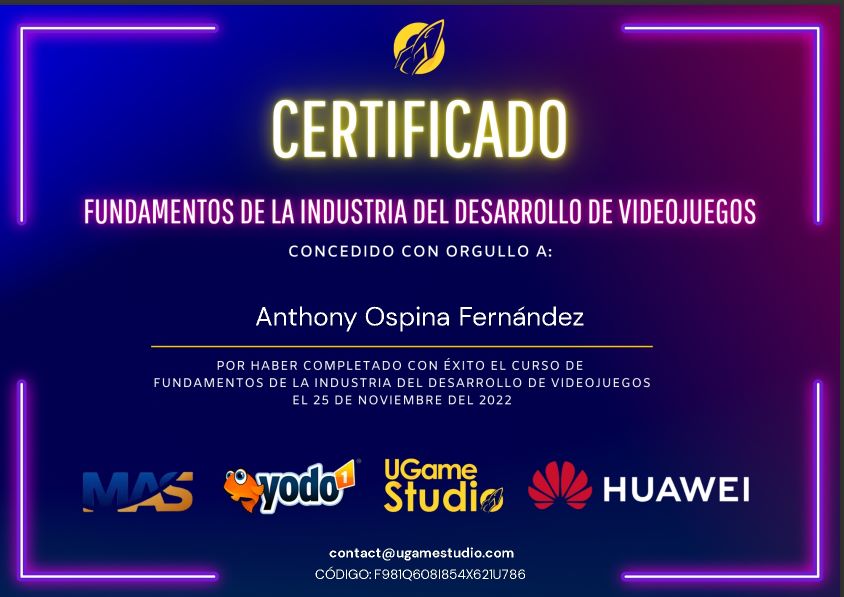 CERTIFICADO
FUNDAMENTOS DE LA INDUSTRIA DEL DESARROLLO DE VIDEOJUEGOS
CONCEDIDO CON ORGULLO A:
Anthony Ospina Fernández
POR HABER COMPLETADO CON ÉXITO EL CURSO DE
FUNDAMENTOS DE LA INDUSTRIA DEL DESARROLLO DE VIDEOJUEGOS
EL 25 DE NOVIEMBRE DEL 2022
MAS
yodo1®
UGame
Studio
HUAWEI
contact@ugamestudio.com
CÓDIGO: F981Q608I854X621U786